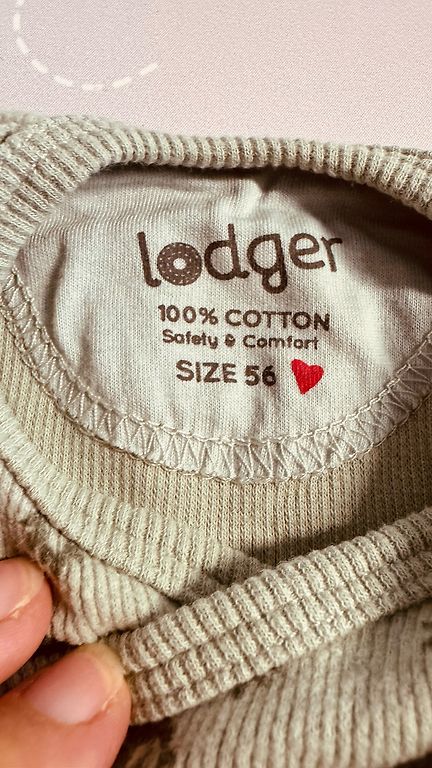 lodger
100% COTTON
Safety & Comfort
SIZE 56